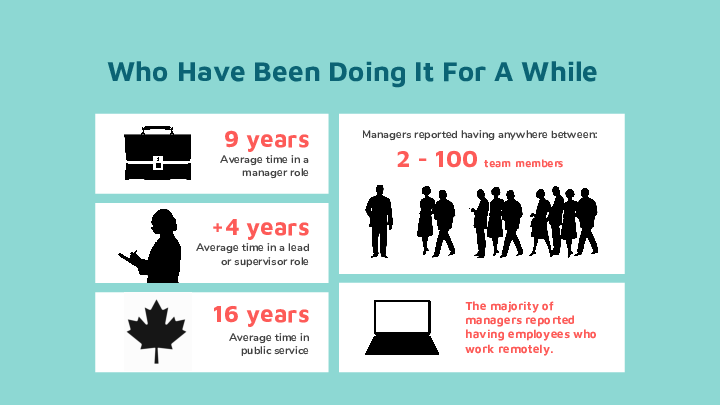 Who Have Been Doing It For A While
9 years
Average time in a
manager role
+4 years
Average time in a lead
or supervisor role
16 years
Average time in
public service
Managers reported having anywhere between:
2 - 100 team members
The majority of
managers reported
having employees who
work remotely.